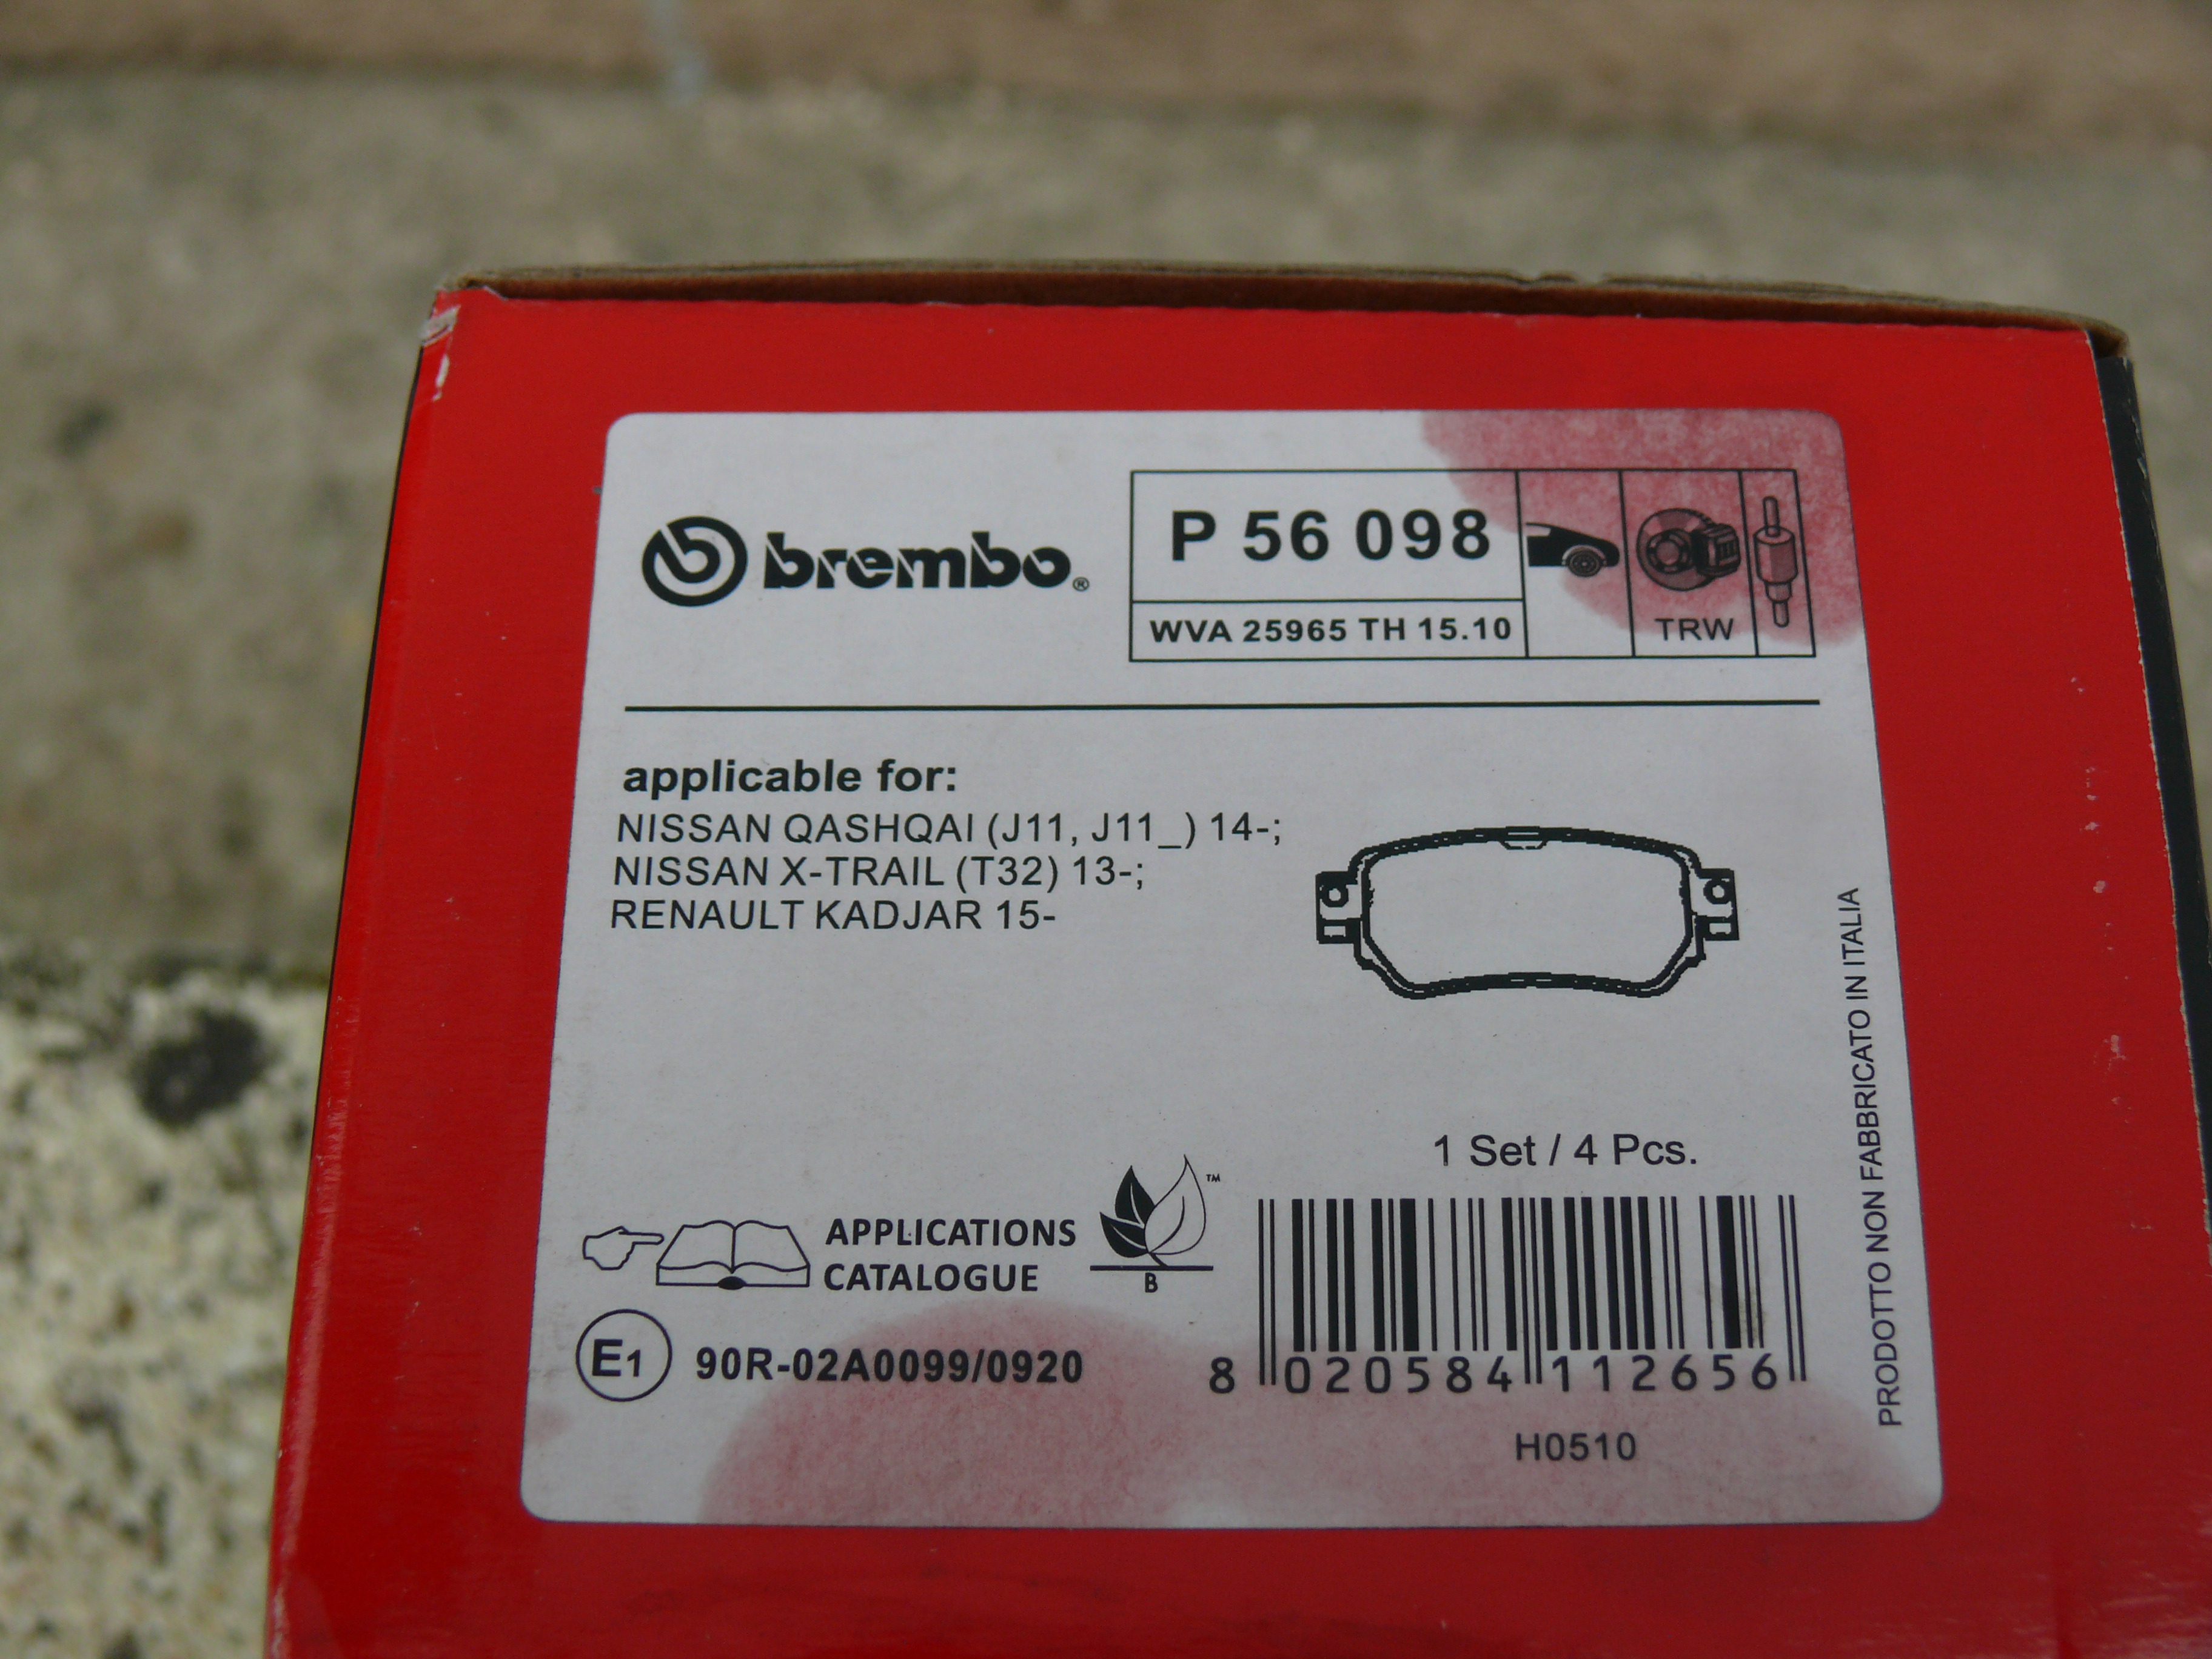 brembo®
P 56 098
WVA 25965 TH 15.10
TRW
applicable for:
NISSAN QASHQAI (J11, J11_) 14-;
NISSAN X-TRAIL (T32) 13-;
RENAULT KADJAR 15-
PRODOTTO NON FABBRICATO IN ITALIA
1 Set / 4 Pcs.
APPLICATIONS
CATALOGUE
™
B
E1 90R-02A0099/0920
8 020584 112656
H0510